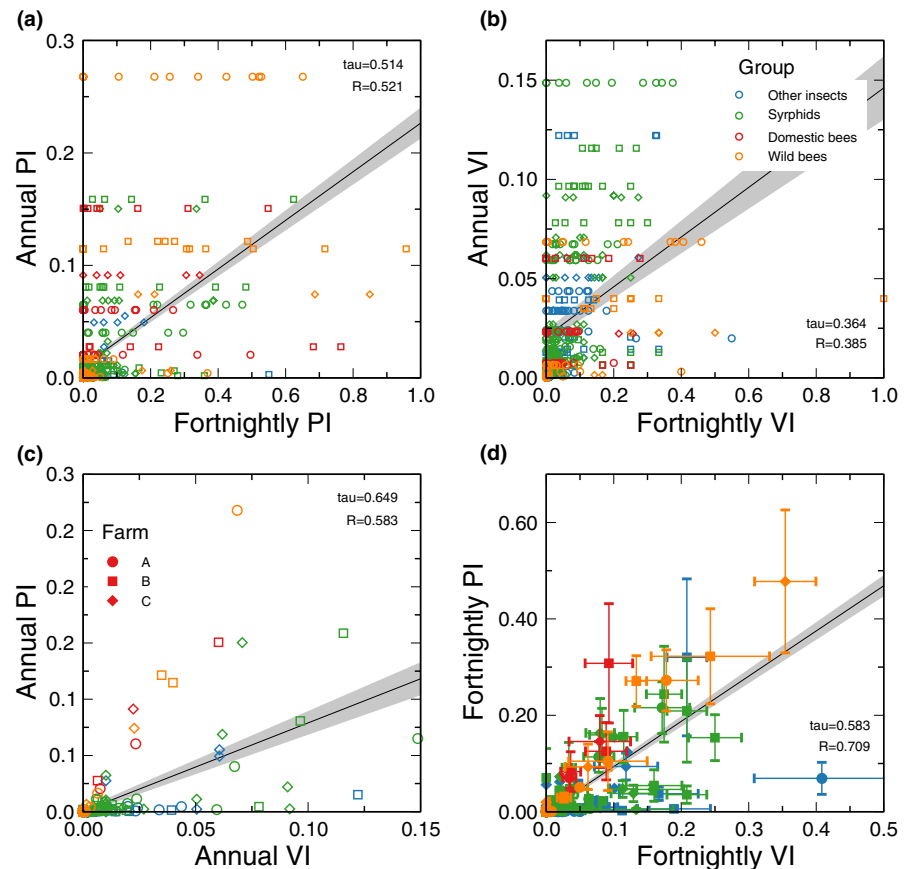 (a)
0.3
0.2
0.1
0.0
Annual PI
tau=0.514
R=0.521
0.0 0.2 0.4 0.6 0.8 1.0
Fortnightly PI
(b)
0.15
0.10
0.05
0.00
Annual VI
Group
Other insects
Syrphids
Domestic bees
Wild bees
tau=0.364
R=0.385
0.0 0.2 0.4 0.6 0.8 1.0
Fortnightly VI
(c)
0.3
0.2
0.2
0.2
0.1
0.1
0.0
Annual PI
tau=0.649
R=0.583
Farm
A
B
C
0.00 0.05 0.10 0.15
Annual VI
(d)
0.60
0.40
0.20
0.00
Fortnightly PI
tau=0.583
R=0.709
0.0 0.1 0.2 0.3 0.4 0.5
Fortnightly VI